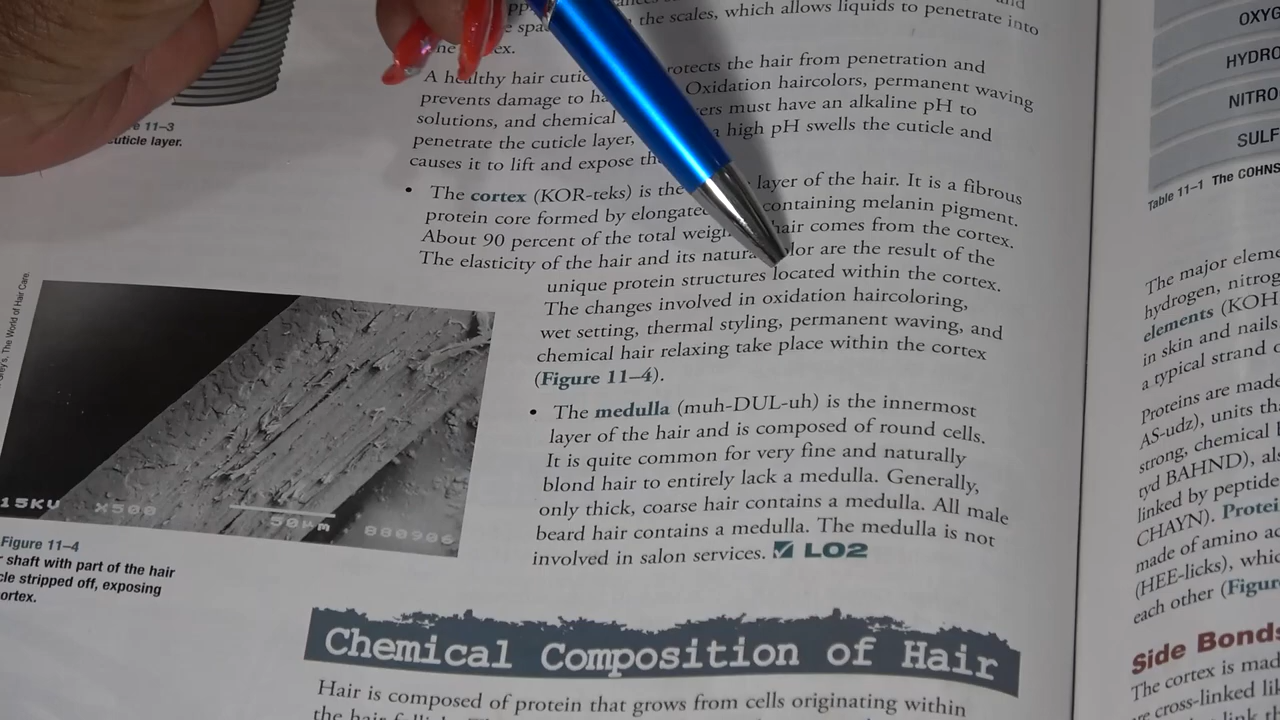 the scales, which allows liquids to penetrate into
A healthy hair rotects the hair from penetration and
prevents damage to Oxidation haircolors, permanent waving
solutions, and chemical must have an alkaline pH to
penetrate the cuticle layer, a high pH swells the cuticle and
causes it to lift and expose
• The cortex (KOR-teks) is the layer of the hair. It is a fibrous
protein core formed by elongated containing melanin pigment.
About 90 percent of the total hair comes from the cortex.
The elasticity of the hair and its are the result of the
unique protein structures located within the cortex.
The changes involved in oxidation haircoloring,
wet setting, thermal styling, permanent waving, and
chemical hair relaxing take place within the cortex
(Figure 11–4).
• The medulla (muh-DUL-uh) is the innermost
layer of the hair and is composed of round cells.
It is quite common for very fine and naturally
blond hair to entirely lack a medulla. Generally,
only thick, coarse hair contains a medulla. All male
beard hair contains a medulla. The medulla is not
involved in salon services. LO2
Chemical Composition of Hair
Hair is composed of protein that grows from cells originating within
11–3
cuticle layer.
The World of Hair Care.
15KU X500 50µm 880906
Figure 11–4
shaft with part of the hair
stripped off, exposing
OXYG
HYDRO
NITRO
SULF
Table 11–1 The COHNS
The major eleme
hydrogen, nitrog
elements (KOH
in skin and nails
a typical strand o
Proteins are made
AS-udz), units th
strong, chemical
tyd BAHND), als
linked by peptide
CHAYN). Protei
made of amino ac
(HEE-licks), whic
each other (Figur
Side Bonds
The cortex is mad
cross-linked lik